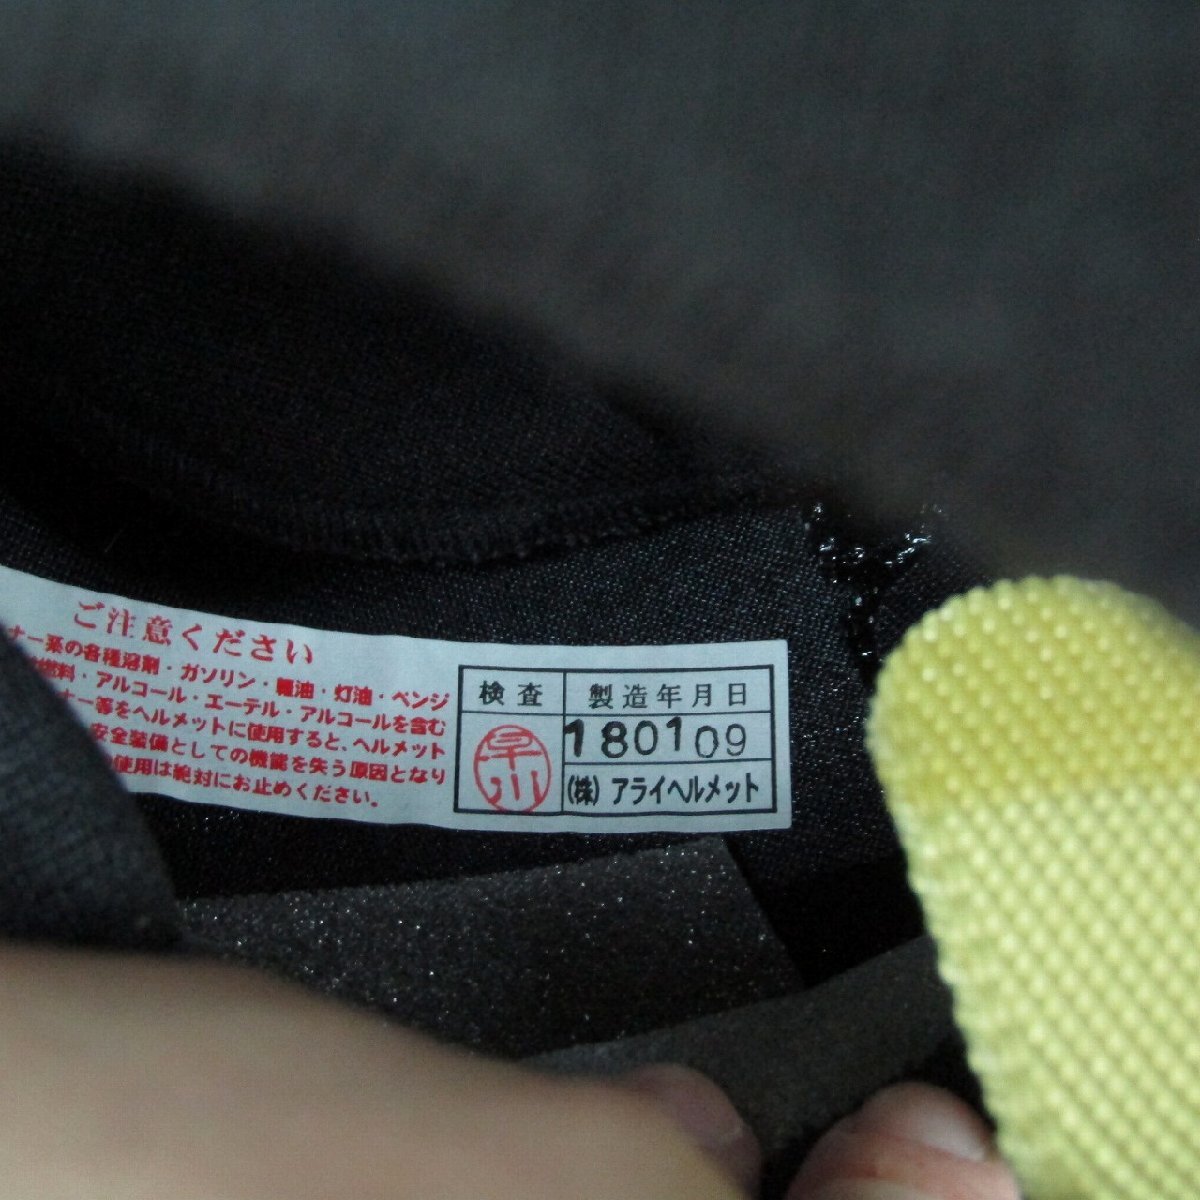 ご注意ください
ナー系の各種溶剤・ガソリン・軽油・灯油・ベンジ
燃料・アルコール・エーテル・アルコールを含む
ナー等をヘルメットに使用すると、ヘルメット
安全装備としての機能を失う原因となり
使用は絶対にお止めください。
検査 製造年月日
早川 180109
(株)アライヘルメット